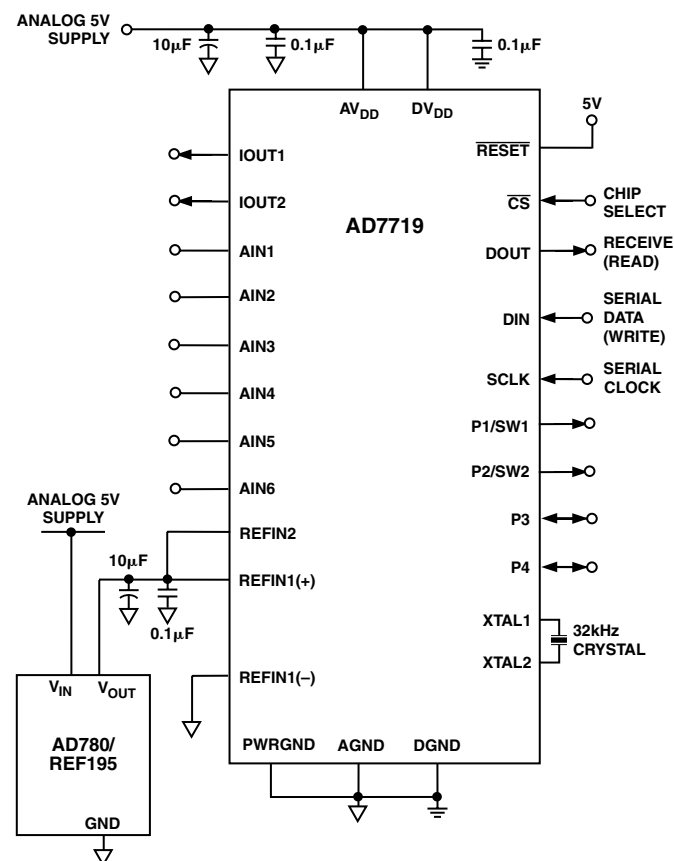 ANALOG 5V
SUPPLY
10µF
0.1µF
0.1µF
AVDD
DVDD
5V
IOUT1
RESET
IOUT2
CS
CHIP
SELECT
AD7719
AIN1
DOUT
RECEIVE
(READ)
AIN2
DIN
SERIAL
DATA
(WRITE)
AIN3
SCLK
SERIAL
CLOCK
AIN4
P1/SW1
AIN5
P2/SW2
AIN6
ANALOG 5V
SUPPLY
REFIN2
P3
10µF
REFIN1(+)
P4
0.1µF
XTAL1
32kHz
CRYSTAL
XTAL2
REFIN1(–)
VIN
VOUT
AD780/
REF195
GND
PWRGND
AGND
DGND